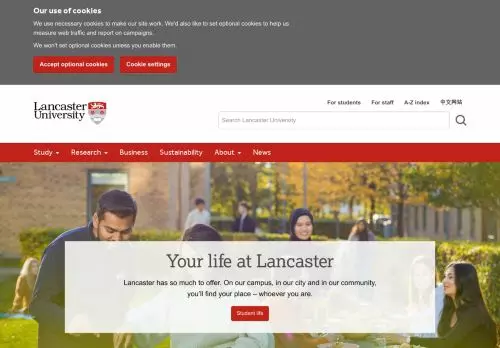 Our use of cookies
We use necessary cookies to make our site work. We'd also like to set optional cookies to help us
measure web traffic and report on campaigns.
We won't set optional cookies unless you enable them.
Accept optional cookies
Cookie settings
For students
For staff
A-Z index
中文网站
Lancaster
University
Search Lancaster University
Study
Research
Business
Sustainability
About
News
Your life at Lancaster
Lancaster has so much to offer. On our campus, in our city and in our community,
you'll find your place – whoever you are.
Student life